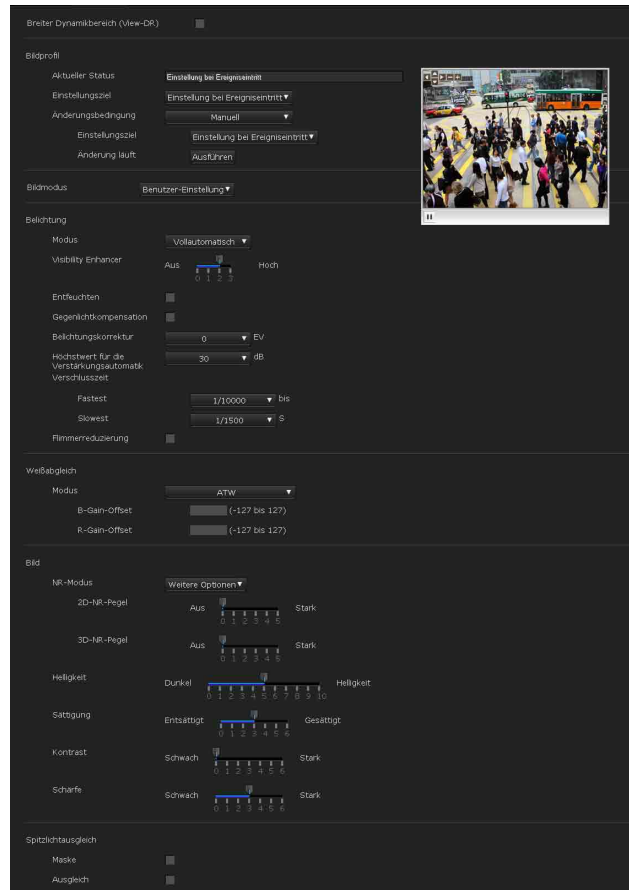 Breiter Dynamikbereich (View-DR)
Bildprofil
Aktueller Status Einstellung bei Ereigniseintritt
Einstellungsziel Einstellung bei Ereigniseintritt
Änderungsbedingung Manuell
Einstellungsziel Einstellung bei Ereigniseintritt
Änderung läuft Ausführen
Bildmodus Benutzer-Einstellung
Belichtung
Modus Vollautomatisch
Visibility Enhancer Aus Hoch
0 1 2 3
Entfeuchten
Gegenlichtkompensation
Belichtungskorrektur 0 EV
Höchstwert für die 30 dB
Verstärkungsautomatik
Verschlusszeit
Fastest 1/10000 bis
Slowest 1/1500 S
Flimmerreduzierung
Weißabgleich
Modus ATW
B-Gain-Offset (-127 bis 127)
R-Gain-Offset (-127 bis 127)
Bild
NR-Modus Weitere Optionen
2D-NR-Pegel Aus Stark
0 1 2 3 4 5
3D-NR-Pegel Aus Stark
0 1 2 3 4 5
Helligkeit Dunkel Helligkeit
0 1 2 3 4 5 6 7 8 9 10
Sättigung Entsättigt Gesättigt
0 1 2 3 4 5 6
Kontrast Schwach Stark
0 1 2 3 4 5 6
Schärfe Schwach Stark
0 1 2 3 4 5 6
Spitzlichtausgleich
Maske
Ausgleich